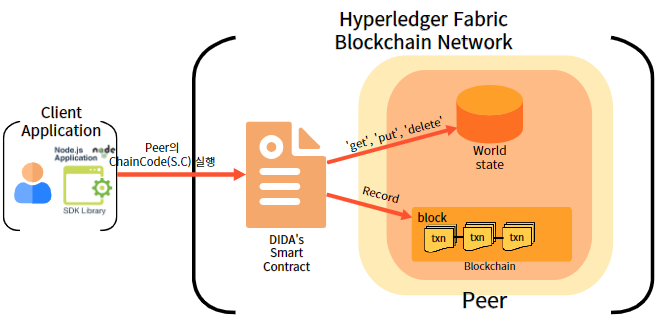 Hyperledger Fabric
Blockchain Network
Client
Application
Node.js
Application
node
SDK Library
Peer의
ChainCode(S.C) 실행
'get', 'put', 'delete'
World
state
Record
block
txn
txn
txn
Blockchain
DIDA's
Smart
Contract
Peer